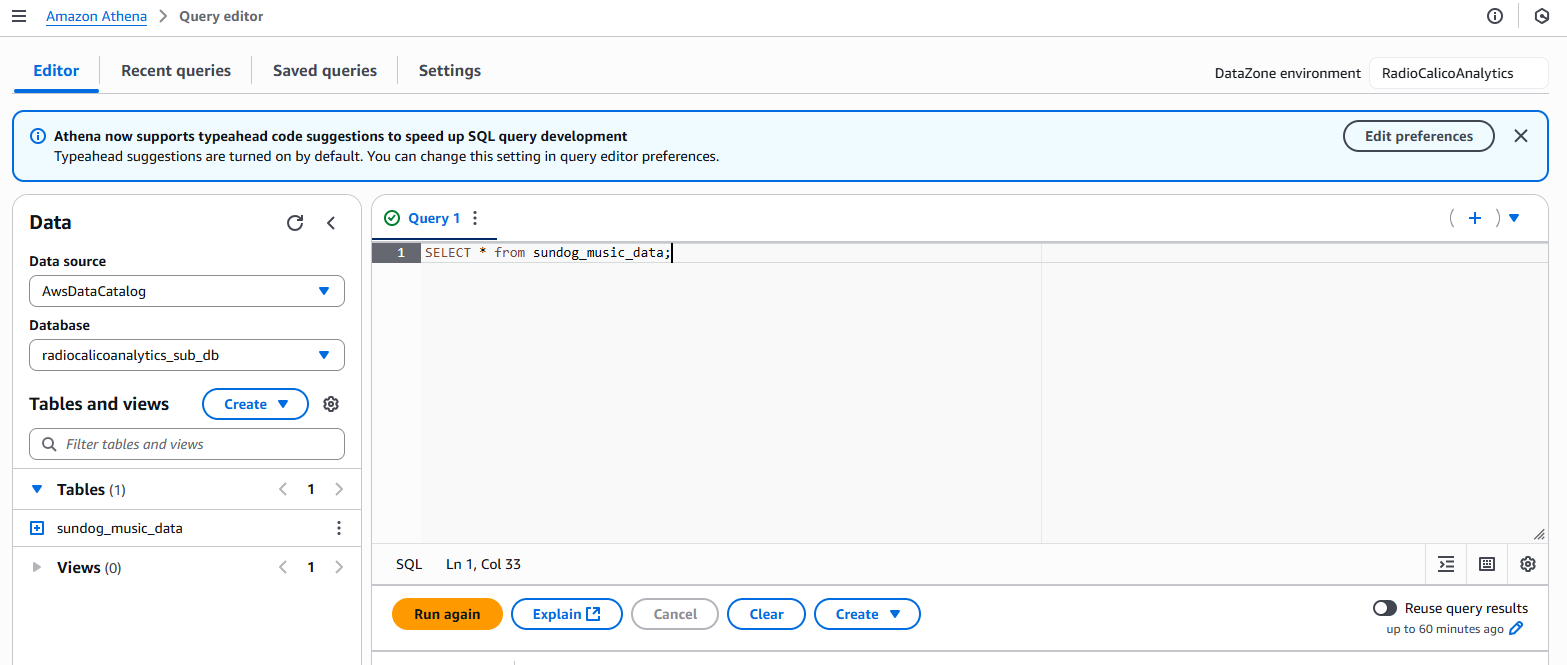 Amazon Athena > Query editor
Editor Recent queries Saved queries Settings
DataZone environment RadioCalicoAnalytics
Athena now supports typeahead code suggestions to speed up SQL query development
Typeahead suggestions are turned on by default. You can change this setting in query editor preferences.
Edit preferences
Data
Data source
AwsDataCatalog
Database
radiocalicoanalytics_sub_db
Tables and views Create
Filter tables and views
Tables (1) < 1 >
sundog_music_data
Views (0) < 1 >
Query 1
1 SELECT * from sundog_music_data;
SQL Ln 1, Col 33
Run again Explain Cancel Clear Create
Reuse query results
up to 60 minutes ago